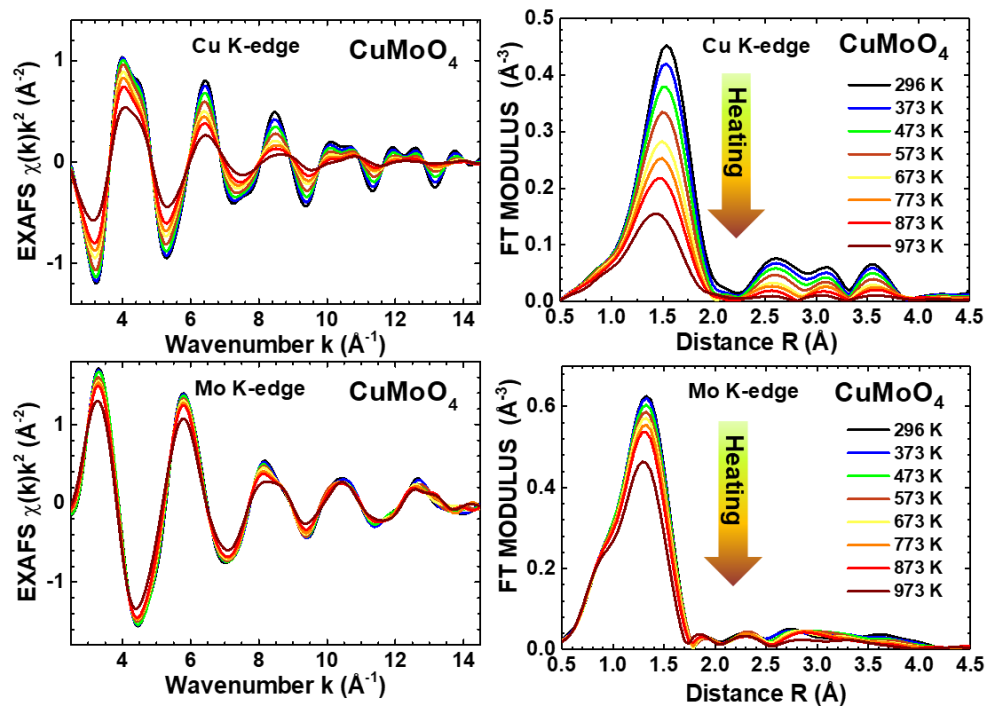 Cu K-edge
CuMoO4
EXAFS χ(k)k² (Å⁻²)
1
0
-1
4 6 8 10 12 14
Wavenumber k (Å⁻¹)
Cu K-edge
CuMoO4
FT MODULUS (Å⁻³)
0.5
0.4
0.3
0.2
0.1
0.0
Heating
296 K
373 K
473 K
573 K
673 K
773 K
873 K
973 K
0.5 1.0 1.5 2.0 2.5 3.0 3.5 4.0 4.5
Distance R (Å)
Mo K-edge
CuMoO4
EXAFS χ(k)k² (Å⁻²)
1
0
-1
4 6 8 10 12 14
Wavenumber k (Å⁻¹)
Mo K-edge
CuMoO4
FT MODULUS (Å⁻³)
0.6
0.4
0.2
0.0
Heating
296 K
373 K
473 K
573 K
673 K
773 K
873 K
973 K
0.5 1.0 1.5 2.0 2.5 3.0 3.5 4.0 4.5
Distance R (Å)